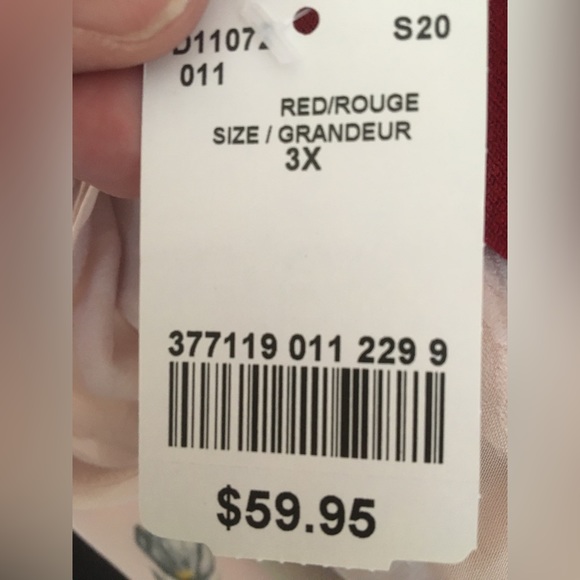 S20
011
RED/ROUGE
SIZE / GRANDEUR
3X
377119 011 229 9
$59.95